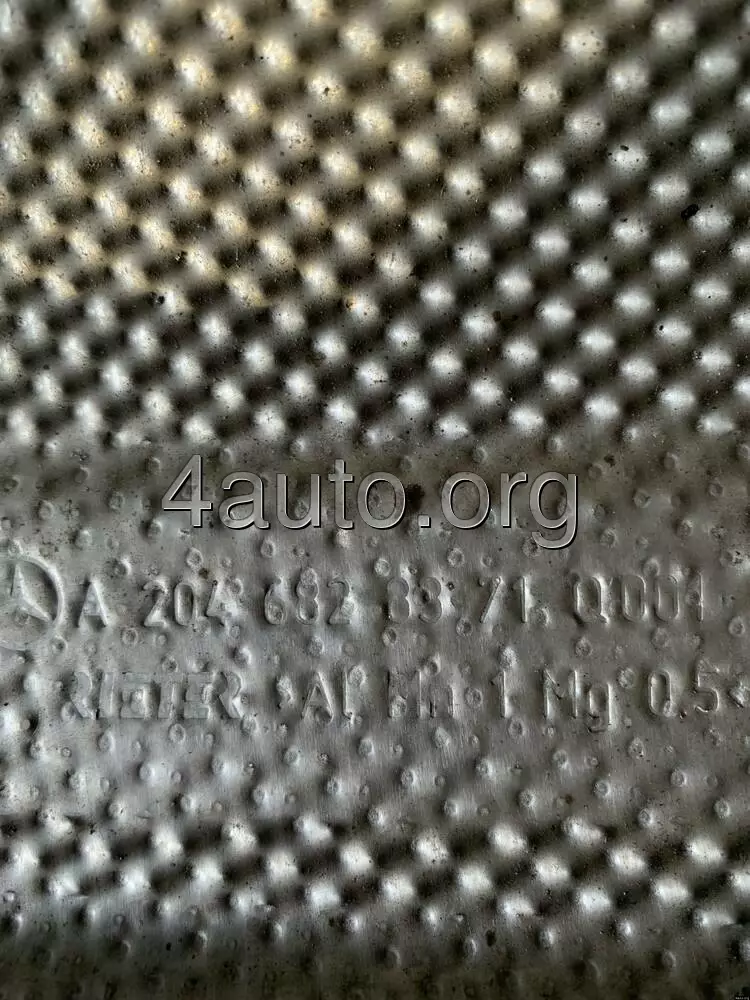 4auto.org
A 204 682 83 71 Q001
RIETER Al Mn 1 Mg 0.5